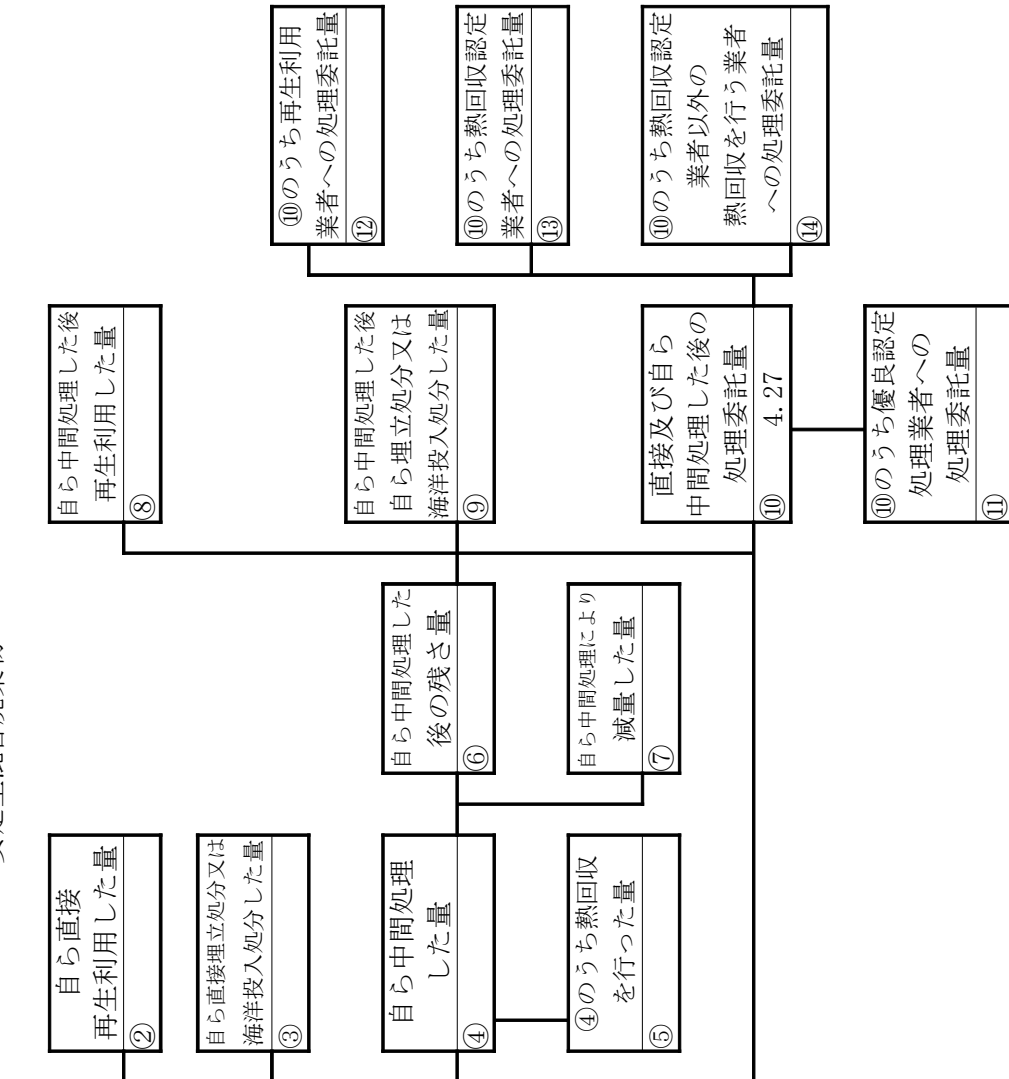 自ら直接
再生利用した量
②
自ら直接埋立処分又は
海洋投入処分した量
③
自ら中間処理
した量
④
④のうち熱回収
を行った量
⑤
自ら中間処理した
後の残さ量
⑥
自ら中間処理により
減量した量
⑦
自ら中間処理した後
再生利用した量
⑧
自ら中間処理した後
自ら埋立処分又は
海洋投入処分した量
⑨
直接及び自ら
中間処理した後の
処理委託量
⑩ 4.27
⑩のうち優良認定
処理業者への
処理委託量
⑪
⑩のうち再生利用
業者への処理委託量
⑫
⑩のうち熱回収認定
業者への処理委託量
⑬
⑩のうち熱回収認定
業者以外の
熱回収を行う業者
への処理委託量
⑭